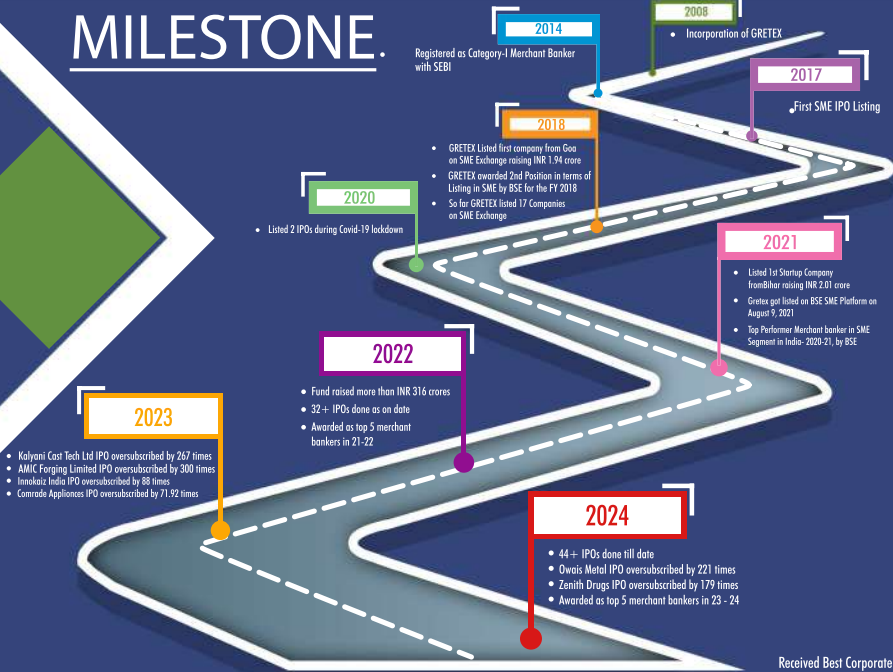 MILESTONE.
2008
• Incorporation of GRETEX
2014
Registered as Category-I Merchant Banker
with SEBI
2017
• First SME IPO Listing
2018
• GRETEX Listed first company from Goa
on SME Exchange raising INR 1.94 crore
• GRETEX awarded 2nd Position in terms of
Listing in SME by BSE for the FY 2018
• So far GRETEX listed 17 Companies
on SME Exchange
2020
• Listed 2 IPOs during Covid-19 lockdown
2021
• Listed 1st Startup Company
fromBihar raising INR 2.01 crore
• Gretex got listed on BSE SME Platform on
August 9, 2021
• Top Performer Merchant banker in SME
Segment in India- 2020-21, by BSE
2022
• Fund raised more than INR 316 crores
• 32+ IPOs done as on date
• Awarded as top 5 merchant
bankers in 21-22
2023
• Kalyani Cast Tech Ltd IPO oversubscribed by 267 times
• AMIC Forging Limited IPO oversubscribed by 300 times
• Innokaiz India IPO oversubscribed by 88 times
• Comrade Applionces IPO oversubscribed by 71.92 times
2024
• 44+ IPOs done till date
• Owais Metal IPO oversubscribed by 221 times
• Zenith Drugs IPO oversubscribed by 179 times
• Awarded as top 5 merchant bankers in 23 - 24
Received Best Corporate